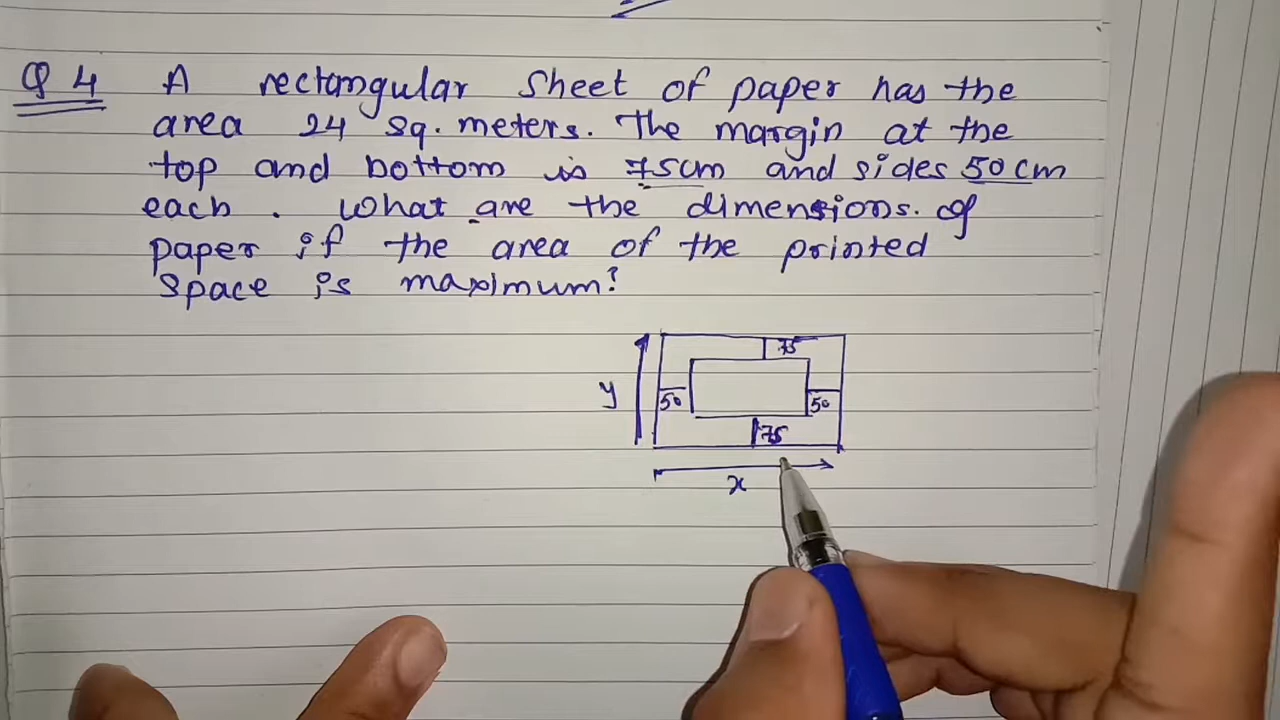 Q 4 A rectangular sheet of paper has the
area 24 sq. meters. The margin at the
top and bottom is 75cm and sides 50 cm
each. What are the dimensions. of
paper if the area of the printed
space is maximum?
75
y
50
50
75
x